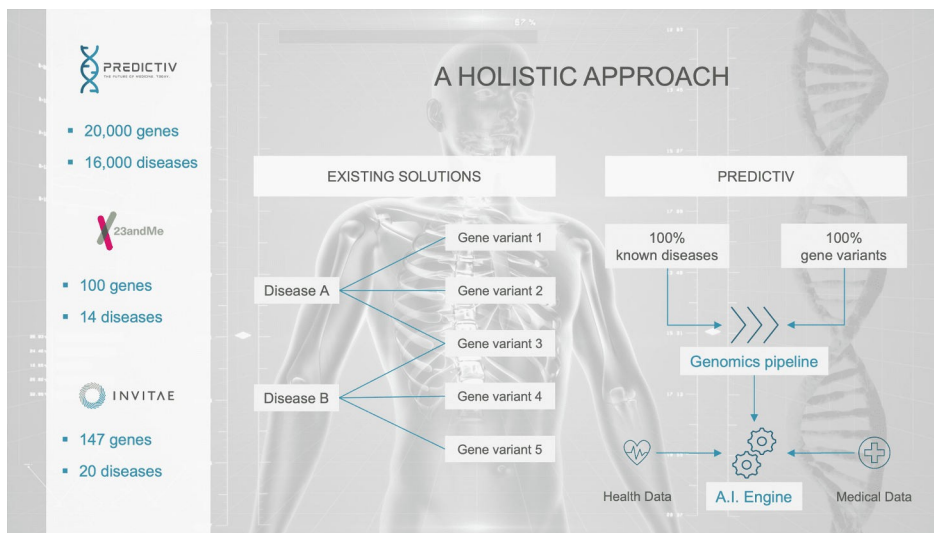 PREDICTIV
THE FUTURE OF MEDICINE, TODAY.
20,000 genes
16,000 diseases
23andMe
100 genes
14 diseases
INVITAE
147 genes
20 diseases
A HOLISTIC APPROACH
EXISTING SOLUTIONS
Disease A
Disease B
Gene variant 1
Gene variant 2
Gene variant 3
Gene variant 4
Gene variant 5
PREDICTIV
100%
known diseases
100%
gene variants
Genomics pipeline
Health Data
A.I. Engine
Medical Data